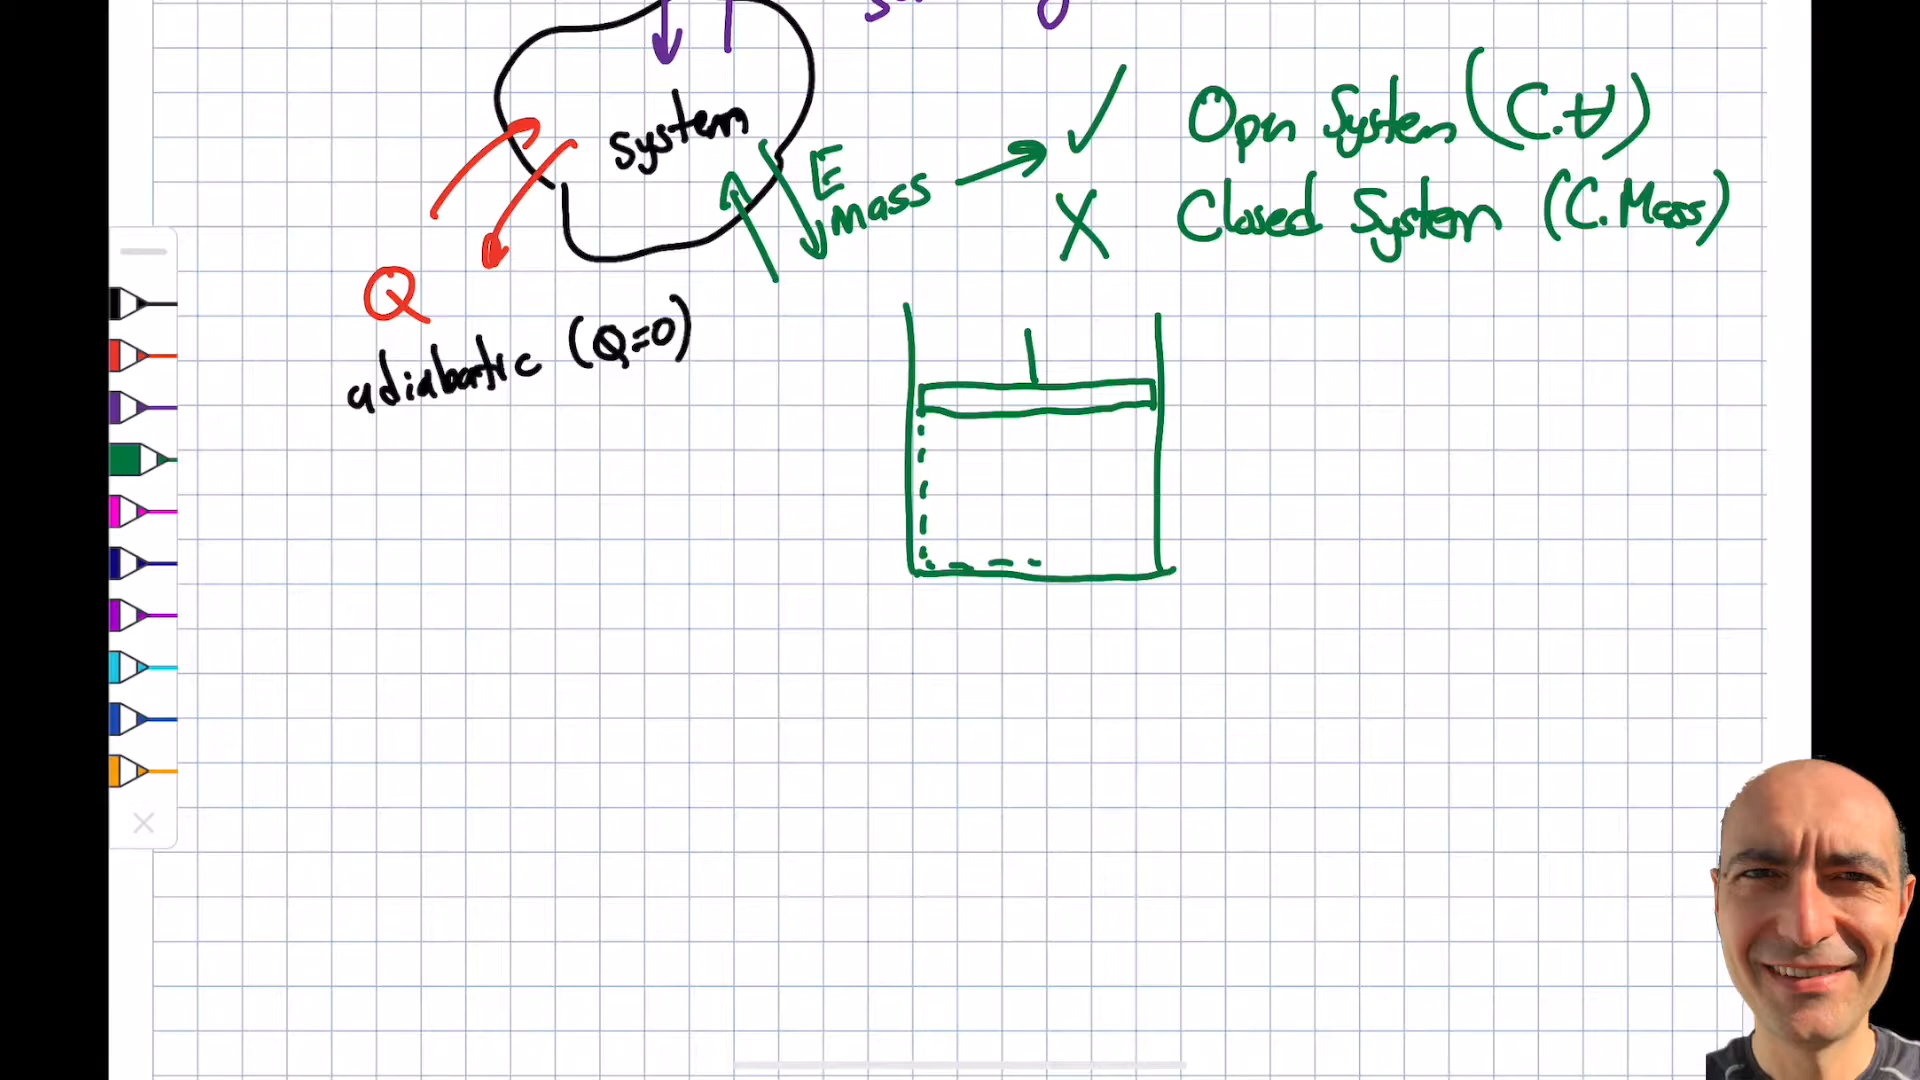 system
E
mass
✓ Open System (C.V)
X Closed System (C.Mass)
Q
adiabatic (Q=0)